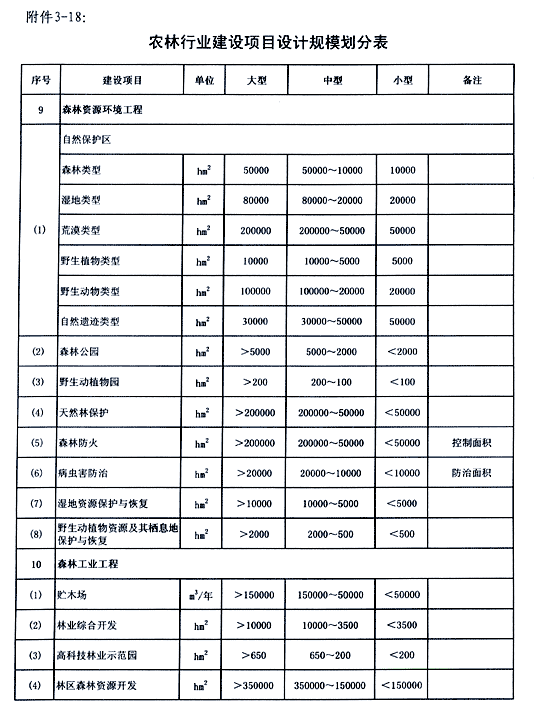 附件3-18:
农林行业建设项目设计规模划分表
序号 建设项目 单位 大型 中型 小型 备注
9 森林资源环境工程
自然保护区
森林类型 hm² 50000 50000~10000 10000
湿地类型 hm² 80000 80000~20000 20000
(1) 荒漠类型 hm² 200000 200000~50000 50000
野生植物类型 hm² 10000 10000~5000 5000
野生动物类型 hm² 100000 100000~20000 20000
自然遗迹类型 hm² 30000 30000~50000 50000
(2) 森林公园 hm² >5000 5000~2000 <2000
(3) 野生动植物园 hm² >200 200~100 <100
(4) 天然林保护 hm² >200000 200000~50000 <50000
(5) 森林防火 hm² >200000 200000~50000 <50000 控制面积
(6) 病虫害防治 hm² >20000 20000~10000 <10000 防治面积
(7) 湿地资源保护与恢复 hm² >10000 10000~5000 <5000
(8) 野生动植物资源及其栖息地
保护与恢复 hm² >2000 2000~500 <500
10 森林工业工程
(1) 贮木场 m³/年 >150000 150000~50000 <50000
(2) 林业综合开发 hm² >10000 10000~3500 <3500
(3) 高科技林业示范园 hm² >650 650~200 <200
(4) 林区森林资源开发 hm² >350000 350000~150000 <150000